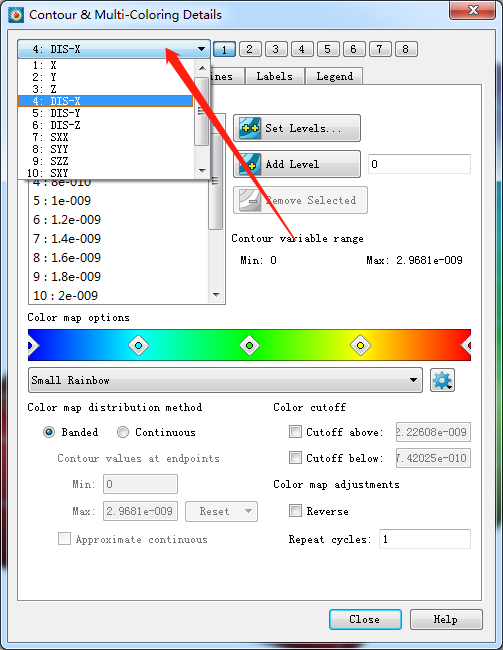 Contour & Multi-Coloring Details
4: DIS-X
1 2 3 4 5 6 7 8
1: X
2: Y
3: Z
4: DIS-X
5: DIS-Y
6: DIS-Z
7: SXX
8: SYY
9: SZZ
10: SXY
Labels Legend
Set Levels...
Add Level 0
Remove Selected
4 : 8e-010
5 : 1e-009
6 : 1.2e-009
7 : 1.4e-009
8 : 1.6e-009
9 : 1.8e-009
10 : 2e-009
Contour variable range
Min: 0 Max: 2.9681e-009
Color map options
Small Rainbow
Color map distribution method
Banded Continuous
Contour values at endpoints
Min: 0
Max: 2.9681e-009 Reset
Approximate continuous
Color cutoff
Cutoff above: 2.22608e-009
Cutoff below: 7.42025e-010
Color map adjustments
Reverse
Repeat cycles: 1
Close Help